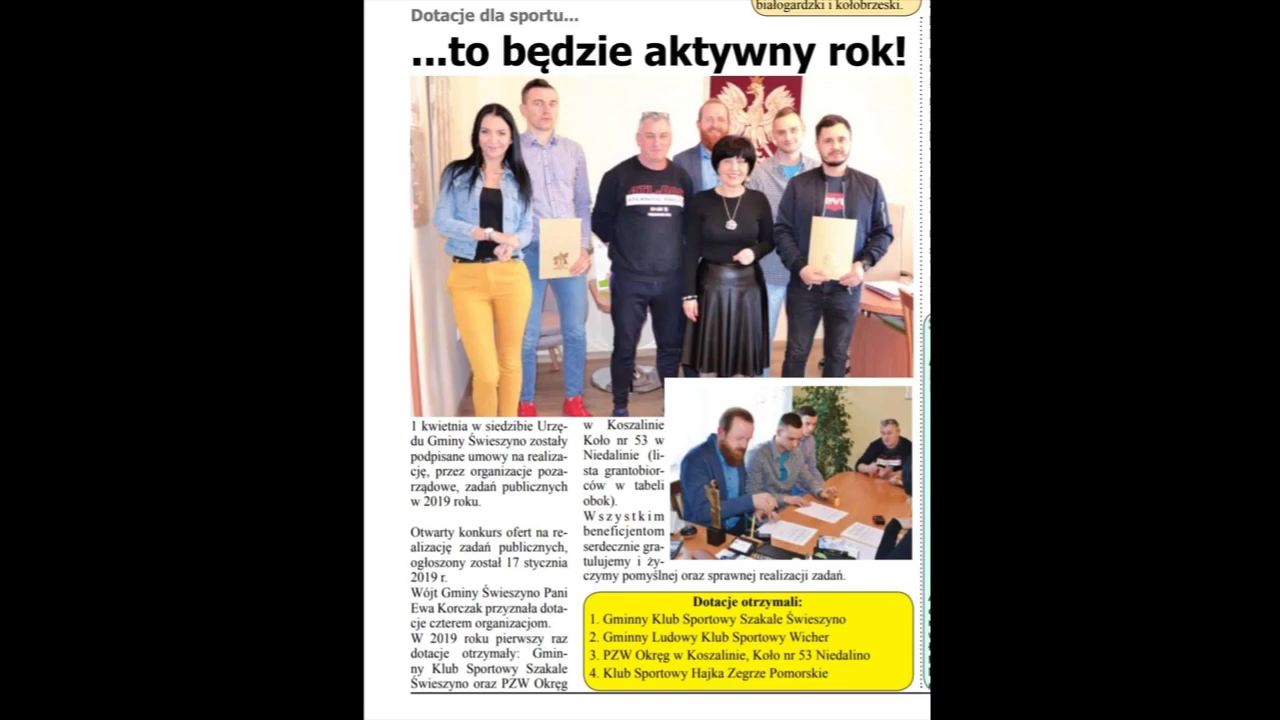 białogardzki i kołobrzeski.
Dotacje dla sportu...
...to będzie aktywny rok!
1 kwietnia w siedzibie Urzę-
du Gminy Świeszyno zostały
podpisane umowy na realiza-
cję, przez organizacje poza-
rządowe, zadań publicznych
w 2019 roku.
Otwarty konkurs ofert na re-
alizację zadań publicznych,
ogłoszony został 17 stycznia
2019 r.
Wójt Gminy Świeszyno Pani
Ewa Korczak przyznała dota-
cje czterem organizacjom.
W 2019 roku pierwszy raz
dotacje otrzymały: Gmin-
ny Klub Sportowy Szakale
Świeszyno oraz PZW Okręg
w Koszalinie
Koło nr 53 w
Niedalinie (li-
sta grantobior-
ców w tabeli
obok).
Wszystkim
beneficjentom
serdecznie gra-
tulujemy i ży-
czymy pomyślnej oraz sprawnej realizacji zadań.
Dotacje otrzymali:
1. Gminny Klub Sportowy Szakale Świeszyno
2. Gminny Ludowy Klub Sportowy Wicher
3. PZW Okręg w Koszalinie, Koło nr 53 Niedalino
4. Klub Sportowy Hajka Zegrze Pomorskie